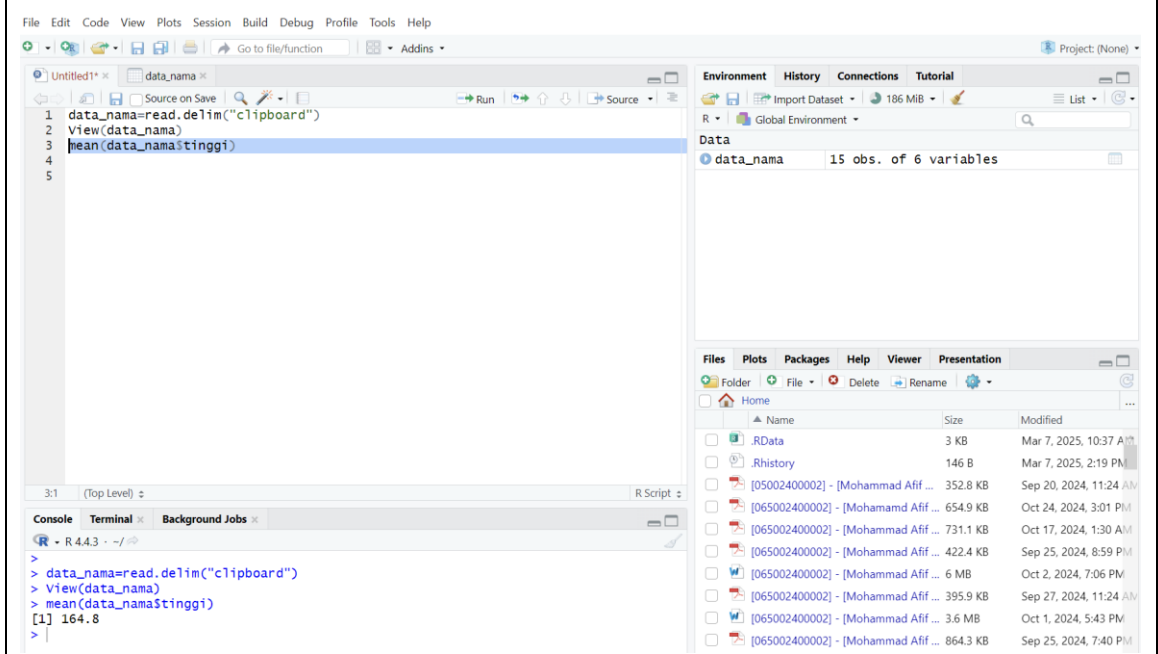 File Edit Code View Plots Session Build Debug Profile Tools Help
Go to file/function Addins Project: (None)
Untitled1* data_nama
Source on Save Run Source
1 data_nama=read.delim("clipboard")
2 View(data_nama)
3 mean(data_nama$tinggi)
4
5
3:1 (Top Level) R Script
Console Terminal Background Jobs
R 4.4.3 · ~/
>
> data_nama=read.delim("clipboard")
> View(data_nama)
> mean(data_nama$tinggi)
[1] 164.8
>
Environment History Connections Tutorial
Import Dataset 186 MiB List
R Global Environment
Data
data_nama 15 obs. of 6 variables
Files Plots Packages Help Viewer Presentation
Folder File Delete Rename
Home ...
Name Size Modified
.RData 3 KB Mar 7, 2025, 10:37 AM
.Rhistory 146 B Mar 7, 2025, 2:19 PM
[05002400002] - [Mohammad Afif ... 352.8 KB Sep 20, 2024, 11:24 AM
[065002400002] - [Mohamamd Afif ... 654.9 KB Oct 24, 2024, 3:01 PM
[065002400002] - [Mohammad Afif ... 731.1 KB Oct 17, 2024, 1:30 AM
[065002400002] - [Mohammad Afif ... 422.4 KB Sep 25, 2024, 8:59 PM
[065002400002] - [Mohammad Afif ... 6 MB Oct 2, 2024, 7:06 PM
[065002400002] - [Mohammad Afif ... 395.9 KB Sep 27, 2024, 11:24 AM
[065002400002] - [Mohammad Afif ... 3.6 MB Oct 1, 2024, 5:43 PM
[065002400002] - [Mohammad Afif ... 864.3 KB Sep 25, 2024, 7:40 PM